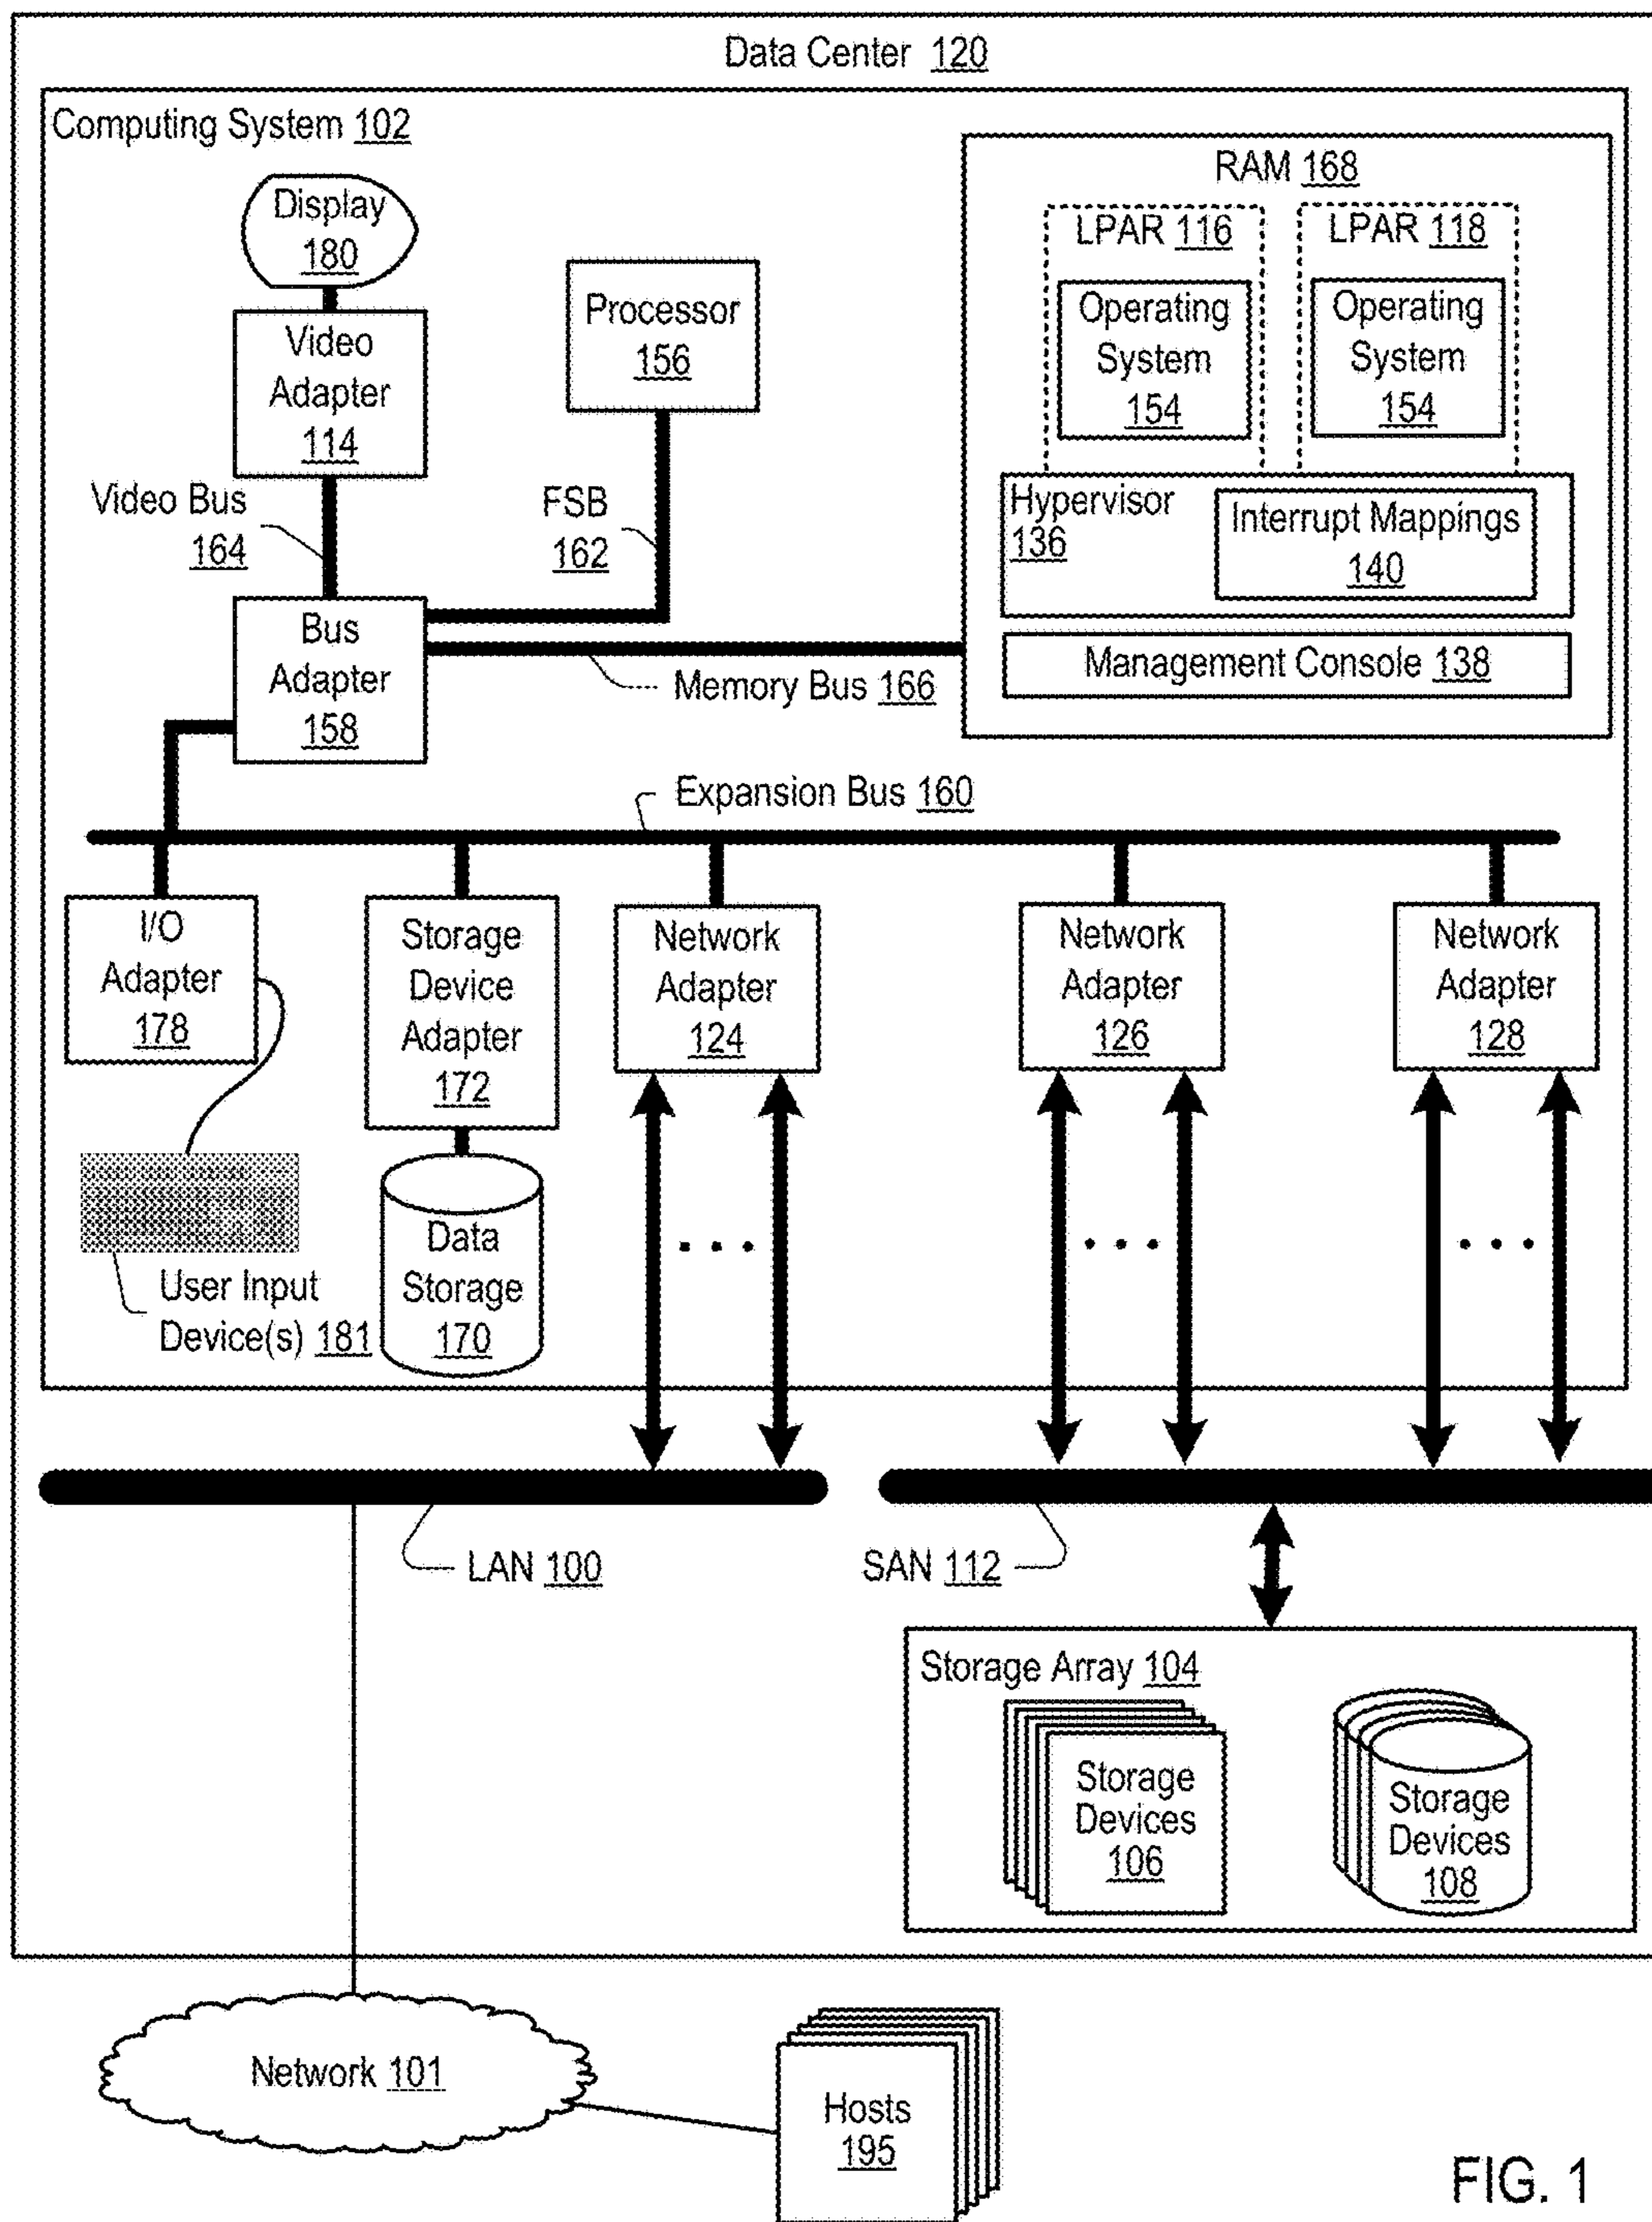 Data Center 120
Computing System 102
Display
180
Video
Adapter
114
Video Bus
164
Processor
156
FSB
162
Bus
Adapter
158
Memory Bus 166
RAM 168
LPAR 116
Operating
System
154
LPAR 118
Operating
System
154
Hypervisor
136
Interrupt Mappings
140
Management Console 138
Expansion Bus 160
I/O
Adapter
178
Storage
Device
Adapter
172
Network
Adapter
124
Network
Adapter
126
Network
Adapter
128
User Input
Device(s) 181
Data
Storage
170
. . .
. . .
. . .
LAN 100
SAN 112
Storage Array 104
Storage
Devices
106
Storage
Devices
108
Network 101
Hosts
195
FIG. 1